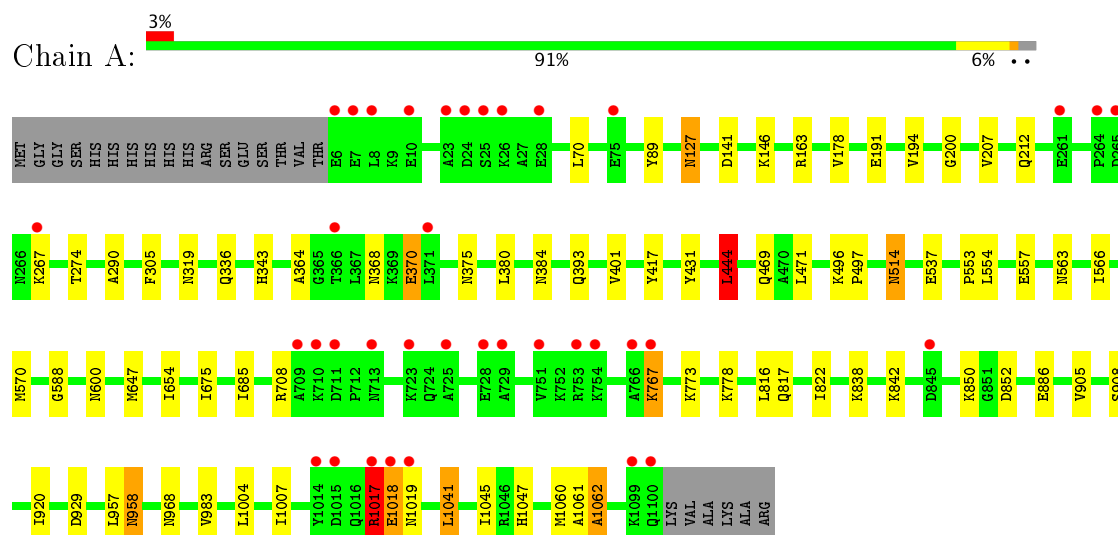 3%
Chain A:
91% 6% ..
MET GLY GLY SER HIS HIS HIS HIS HIS HIS ARG SER GLU SER THR VAL THR E6 E7 L8 K9 E10 A23 D24 S25 K26 A27 E28 L70 E75 Y89 N127 D141 K146 R163 V178 E191 V194 G200 V207 Q212 E261 P264 D265
N266 K267 T274 A290 F305 N319 Q336 H343 A364 G365 T366 L367 N368 K369 E370 L371 N375 L380 N384 Q393 V401 Y417 Y431 L444 Q469 A470 L471 K496 P497 N514 E537 P553 L554 E557 N563 I566
M570 G588 N600 M647 I654 I675 I685 R708 A709 K710 D711 P712 N713 K723 Q724 A725 E728 A729 V751 K752 R753 K754 A766 K767 K773 K778 L816 Q817 I822 K838 K842 D845 K850 G851 D852 E886 V905 S908
I920 D929 L957 N958 N968 V983 L1004 I1007 Y1014 D1015 Q1016 R1017 E1018 N1019 L1041 I1045 R1046 H1047 M1060 A1061 A1062 K1099 Q1100 LYS VAL ALA LYS ALA ARG